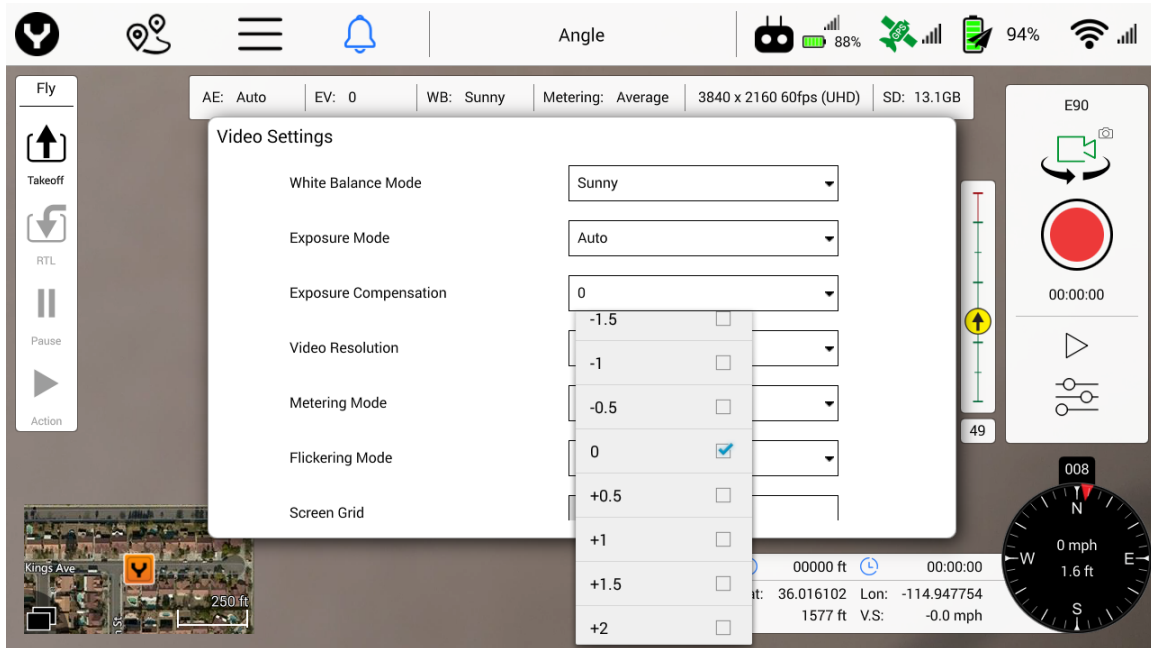 Angle
88%
GPS
94%
Fly
Takeoff
RTL
Pause
Action
AE: Auto
EV: 0
WB: Sunny
Metering: Average
3840 x 2160 60fps (UHD)
SD: 13.1GB
Video Settings
White Balance Mode
Sunny
Exposure Mode
Auto
Exposure Compensation
0
-1.5
-1
-0.5
0
+0.5
+1
+1.5
+2
Video Resolution
Metering Mode
Flickering Mode
Screen Grid
E90
00:00:00
49
008
N
W
E
S
0 mph
1.6 ft
Kings Ave
250 ft
00000 ft
00:00:00
36.016102 Lon: -114.947754
1577 ft V.S: -0.0 mph